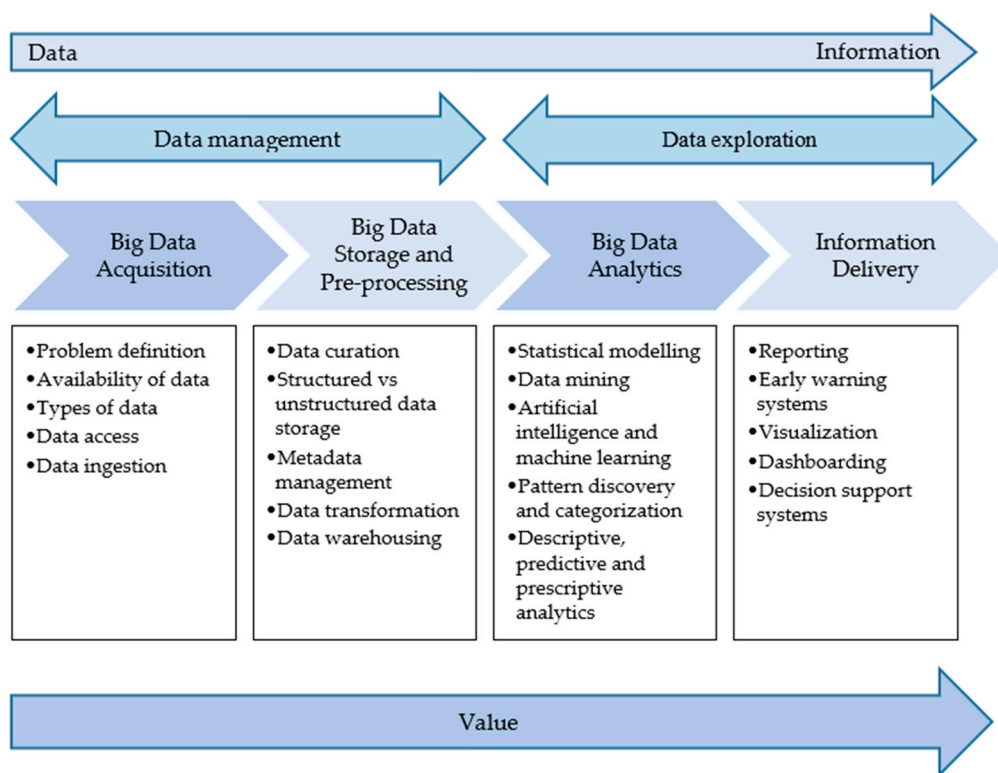 Data Information
Data management Data exploration
Big Data
Acquisition
Big Data
Storage and
Pre-processing
Big Data
Analytics
Information
Delivery
•Problem definition
•Availability of data
•Types of data
•Data access
•Data ingestion
•Data curation
•Structured vs
unstructured data
storage
•Metadata
management
•Data transformation
•Data warehousing
•Statistical modelling
•Data mining
•Artificial
intelligence and
machine learning
•Pattern discovery
and categorization
•Descriptive,
predictive and
prescriptive
analytics
•Reporting
•Early warning
systems
•Visualization
•Dashboarding
•Decision support
systems
Value